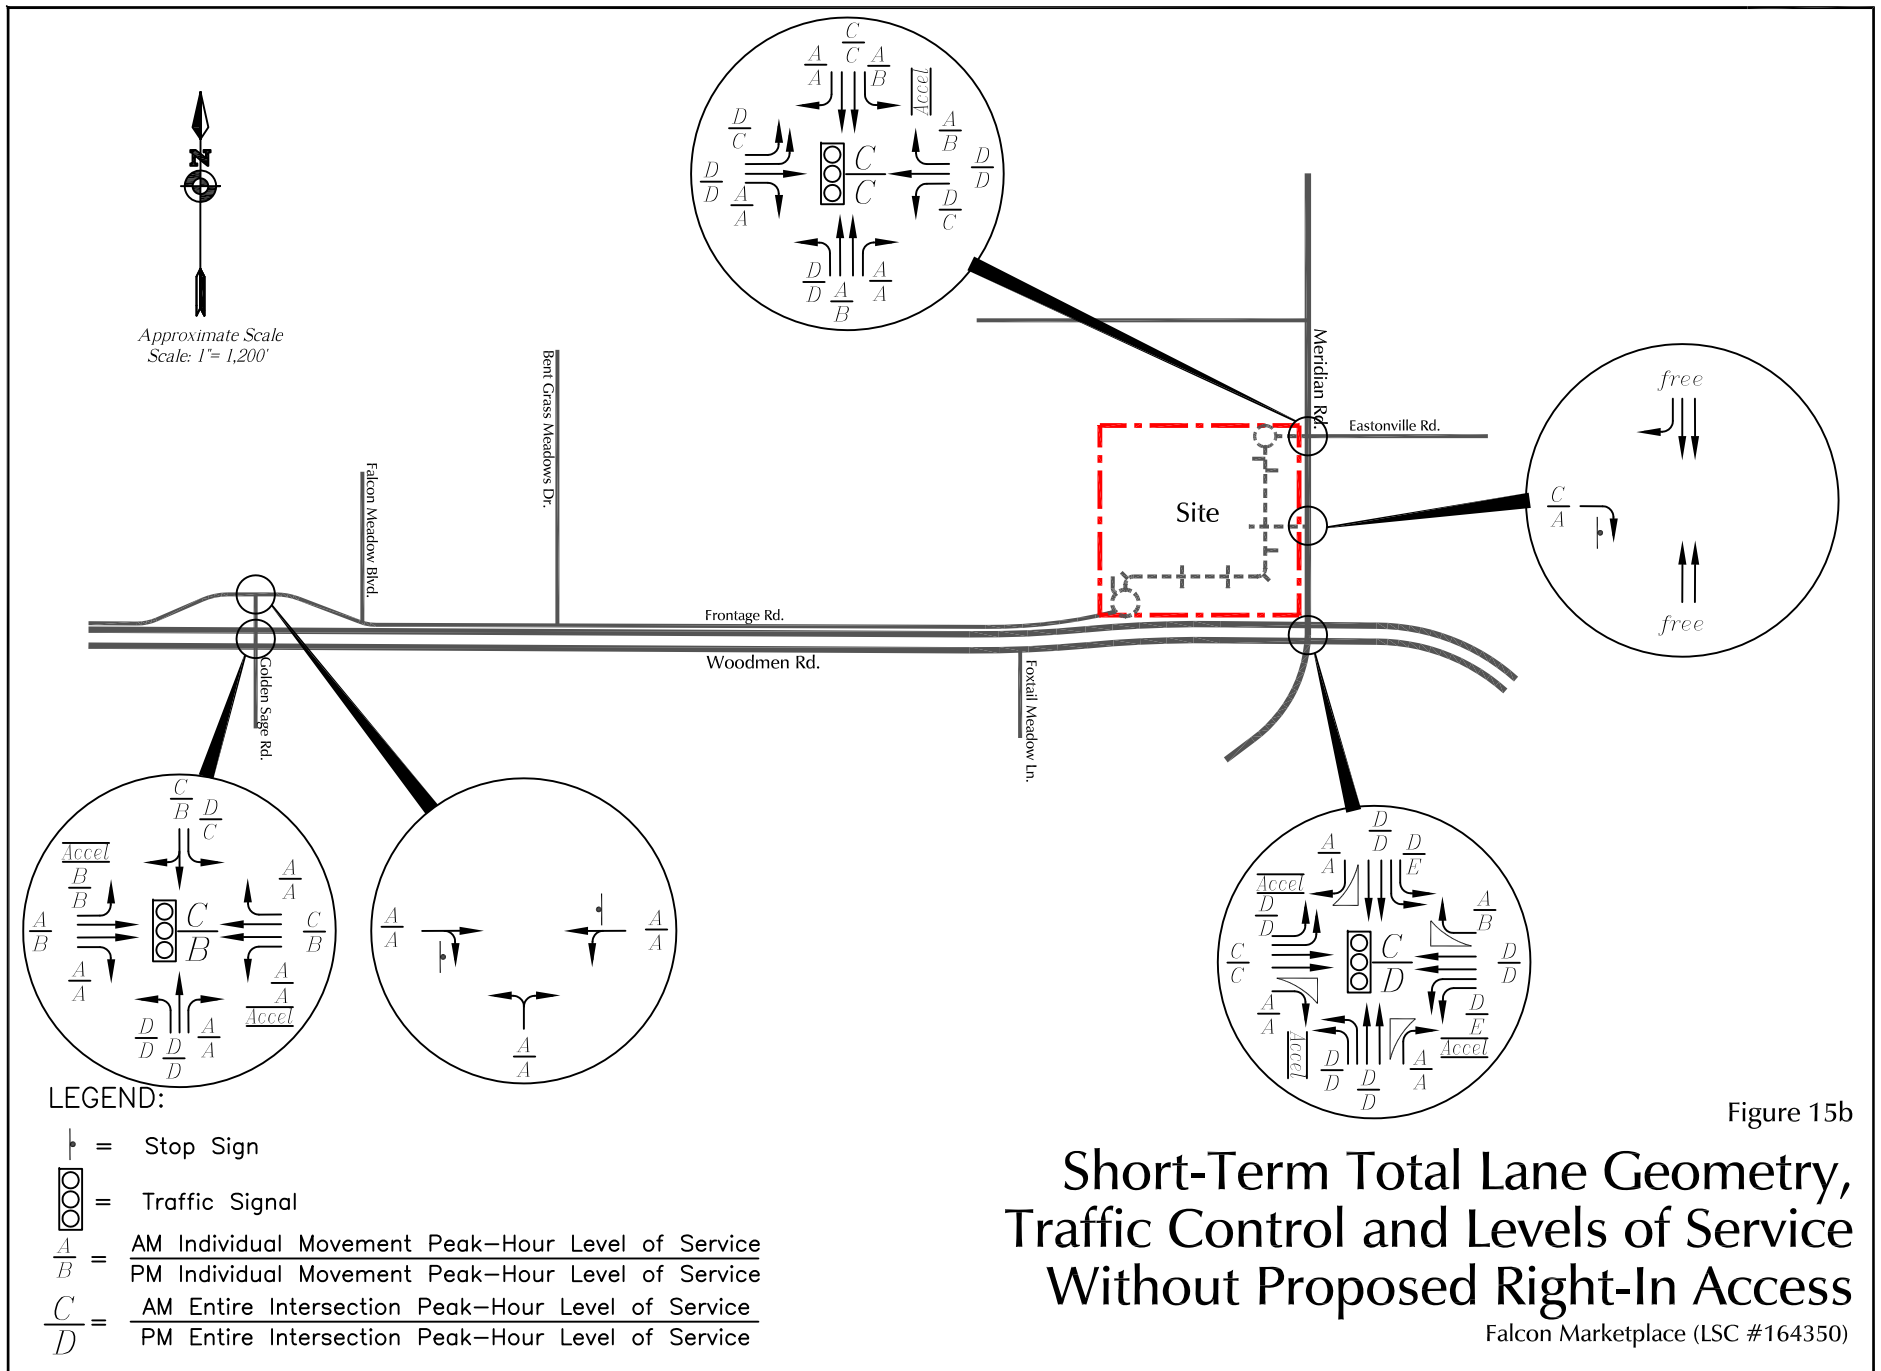 N
Approximate Scale
Scale: 1"= 1,200'
C
C
A
A
A
B
Accel
D
C
A
B
D
D
D
D
A
A
D
C
C
C
D
D
A
B
A
A
Meridian Rd.
Eastonville Rd.
Site
free
C
A
free
Falcon Meadow Blvd.
Bent Grass Meadows Dr.
Frontage Rd.
Woodmen Rd.
Golden Sage Rd.
Foxtail Meadow Ln.
C
B
D
C
Accel
B
B
A
A
A
B
C
B
C
B
A
A
A
A
Accel
D
D
D
D
A
A
A
A
A
A
A
A
D
D
A
A
D
E
Accel
D
D
A
B
C
C
C
D
D
D
A
A
D
E
Accel
Accel
D
D
D
D
A
A
LEGEND:
= Stop Sign
= Traffic Signal
A
B
= AM Individual Movement Peak-Hour Level of Service
PM Individual Movement Peak-Hour Level of Service
C
D
= AM Entire Intersection Peak-Hour Level of Service
PM Entire Intersection Peak-Hour Level of Service
Figure 15b
Short-Term Total Lane Geometry,
Traffic Control and Levels of Service
Without Proposed Right-In Access
Falcon Marketplace (LSC #164350)